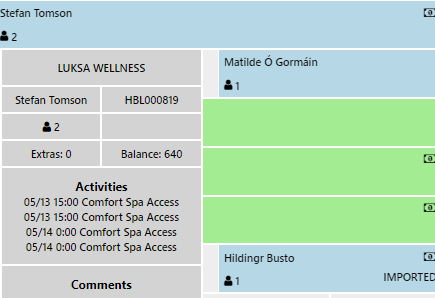 Stefan Tomson
2
LUKSA WELLNESS
Matilde Ó Gormáin
1
Stefan Tomson HBL000819
2
Extras: 0 Balance: 640
Activities
05/13 15:00 Comfort Spa Access
05/13 15:00 Comfort Spa Access
05/14 0:00 Comfort Spa Access
05/14 0:00 Comfort Spa Access
Hildingr Busto
1
IMPORTED
Comments